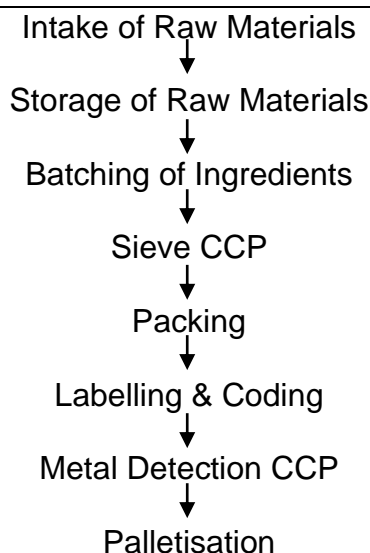 Intake of Raw Materials
Storage of Raw Materials
Batching of Ingredients
Sieve CCP
Packing
Labelling & Coding
Metal Detection CCP
Palletisation